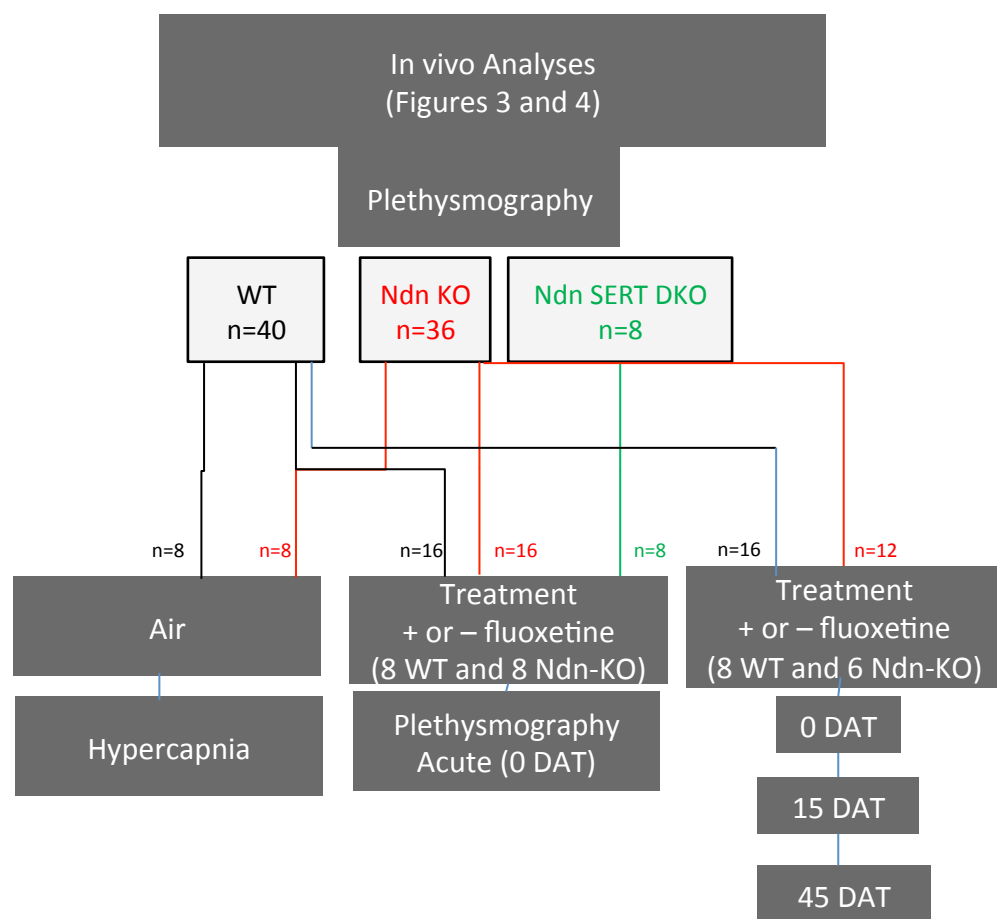 In vivo Analyses
(Figures 3 and 4)
Plethysmography
WT
n=40
Ndn KO
n=36
Ndn SERT DKO
n=8
n=8
n=8
n=16
n=16
n=8
n=16
n=12
Air
Treatment
+ or – fluoxetine
(8 WT and 8 Ndn-KO)
Treatment
+ or – fluoxetine
(8 WT and 6 Ndn-KO)
Hypercapnia
Plethysmography
Acute (0 DAT)
0 DAT
15 DAT
45 DAT